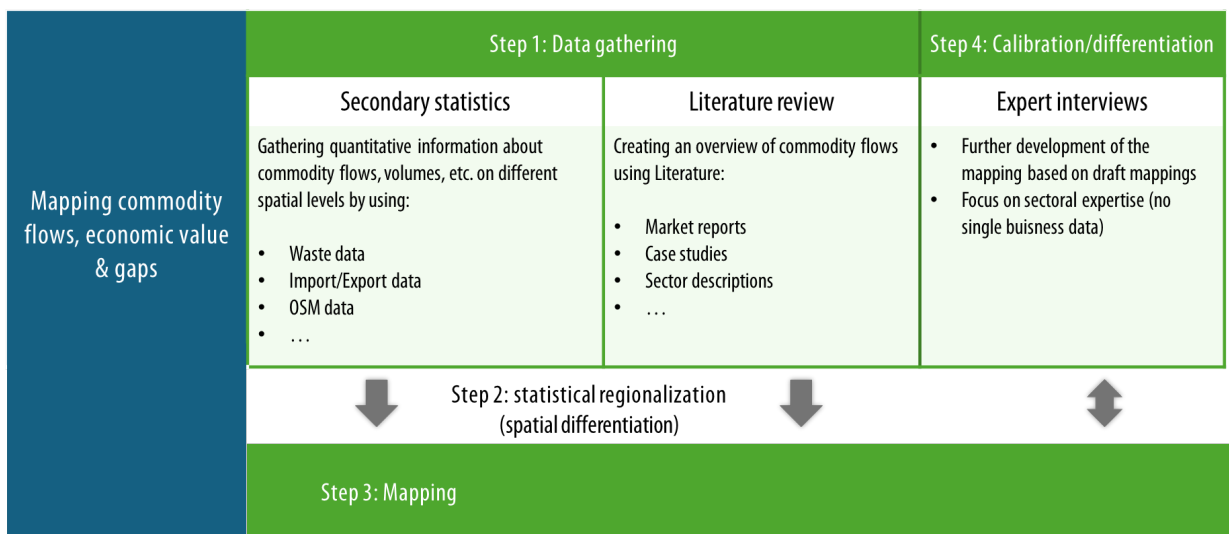 Mapping commodity
flows, economic value
& gaps
Step 1: Data gathering
Step 4: Calibration/differentiation
Secondary statistics
Gathering quantitative information about
commodity flows, volumes, etc. on different
spatial levels by using:
• Waste data
• Import/Export data
• OSM data
• ...
Literature review
Creating an overview of commodity flows
using Literature:
• Market reports
• Case studies
• Sector descriptions
• ...
Expert interviews
• Further development of the
mapping based on draft mappings
• Focus on sectoral expertise (no
single buisness data)
Step 2: statistical regionalization
(spatial differentiation)
Step 3: Mapping